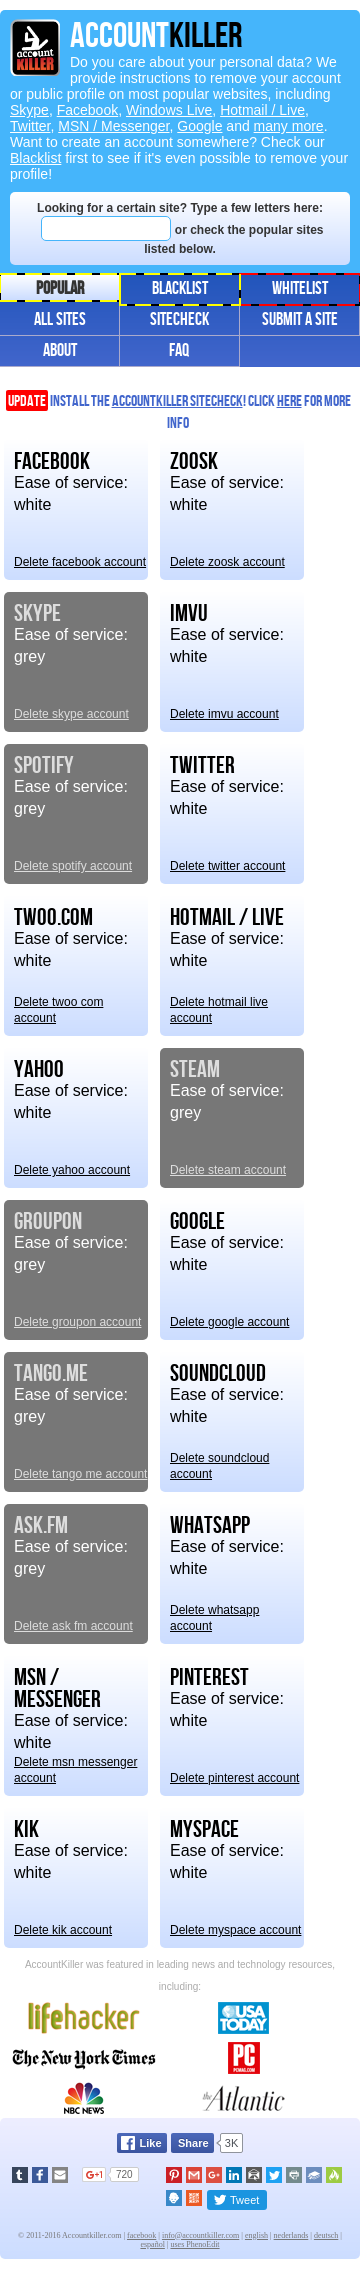 account
KILLER
ACCOUNTKILLER
Do you care about your personal data? We
provide instructions to remove your account
or public profile on most popular websites, including
Skype, Facebook, Windows Live, Hotmail / Live,
Twitter, MSN / Messenger, Google and many more.
Want to create an account somewhere? Check our
Blacklist first to see if it's even possible to remove your
profile!
Looking for a certain site? Type a few letters here:
or check the popular sites
listed below.
POPULAR BLACKLIST WHITELIST
ALL SITES SITECHECK SUBMIT A SITE
ABOUT FAQ
UPDATE INSTALL THE ACCOUNTKILLER SITECHECK! CLICK HERE FOR MORE
INFO
FACEBOOK
Ease of service:
white
Delete facebook account
ZOOSK
Ease of service:
white
Delete zoosk account
SKYPE
Ease of service:
grey
Delete skype account
IMVU
Ease of service:
white
Delete imvu account
SPOTIFY
Ease of service:
grey
Delete spotify account
TWITTER
Ease of service:
white
Delete twitter account
TWOO.COM
Ease of service:
white
Delete twoo com
account
HOTMAIL / LIVE
Ease of service:
white
Delete hotmail live
account
YAHOO
Ease of service:
white
Delete yahoo account
STEAM
Ease of service:
grey
Delete steam account
GROUPON
Ease of service:
grey
Delete groupon account
GOOGLE
Ease of service:
white
Delete google account
TANGO.ME
Ease of service:
grey
Delete tango me account
SOUNDCLOUD
Ease of service:
white
Delete soundcloud
account
ASK.FM
Ease of service:
grey
Delete ask fm account
WHATSAPP
Ease of service:
white
Delete whatsapp
account
MSN /
MESSENGER
Ease of service:
white
Delete msn messenger
account
PINTEREST
Ease of service:
white
Delete pinterest account
KIK
Ease of service:
white
Delete kik account
MYSPACE
Ease of service:
white
Delete myspace account
AccountKiller was featured in leading news and technology resources,
including:
lifehacker
USA
TODAY
The New York Times
PC
PCMAG.COM
NBC NEWS
The Atlantic
Like Share 3K
G+1 720
Tweet
© 2011-2016 Accountkiller.com | facebook | info@accountkiller.com | english | nederlands | deutsch |
español | uses PhenoEdit